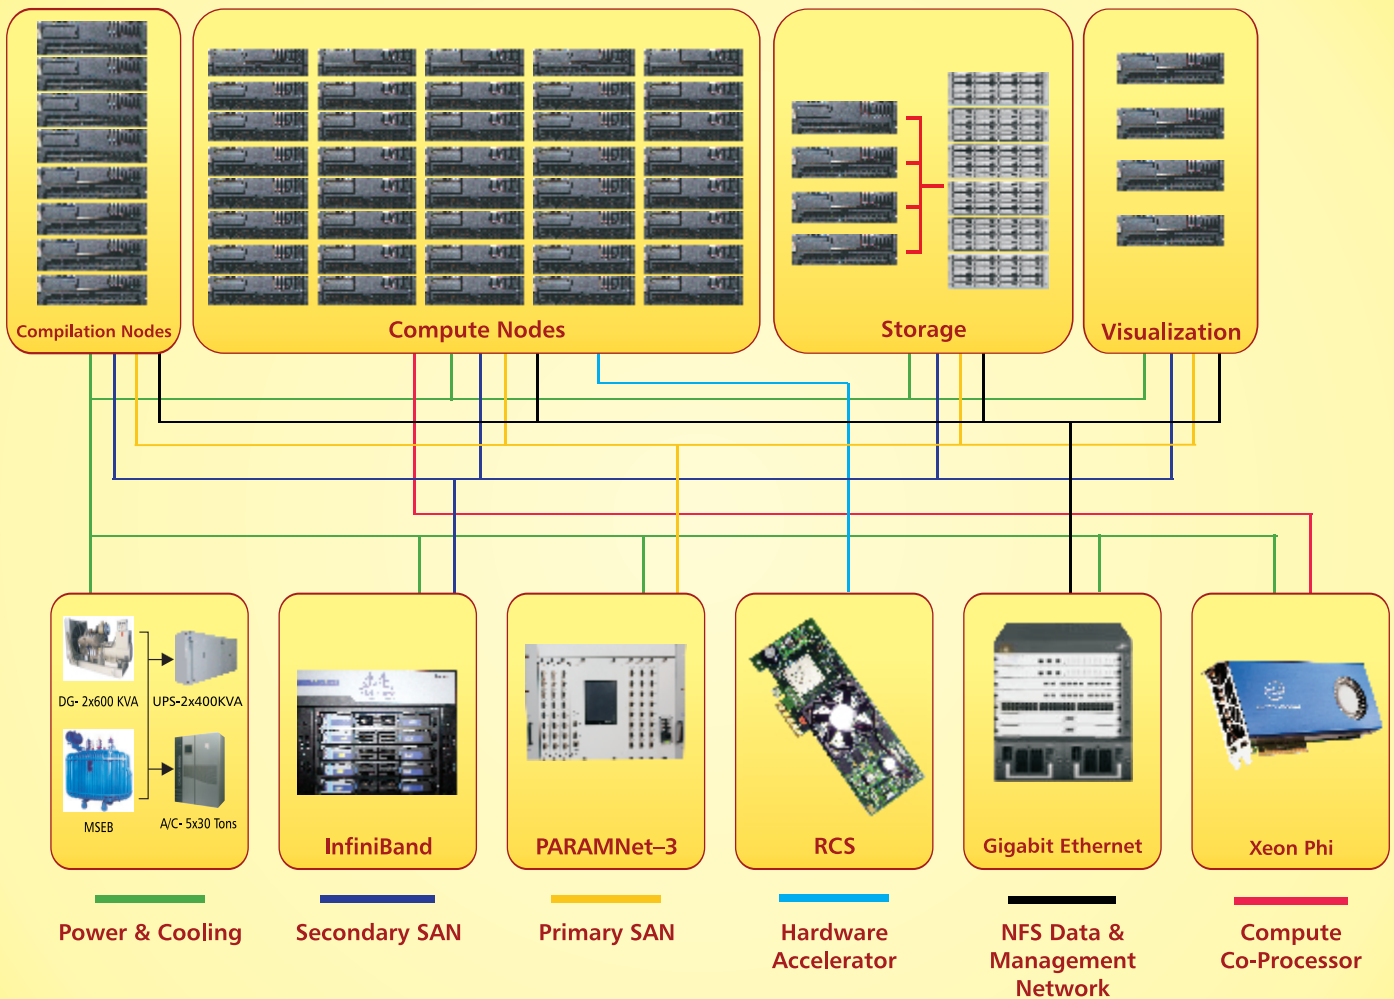 Compilation Nodes
Compute Nodes
Storage
Visualization
DG- 2x600 KVA
UPS-2x400KVA
MSEB
A/C- 5x30 Tons
InfiniBand
PARAMNet–3
RCS
Gigabit Ethernet
Xeon Phi
Power & Cooling
Secondary SAN
Primary SAN
Hardware
Accelerator
NFS Data &
Management
Network
Compute
Co-Processor